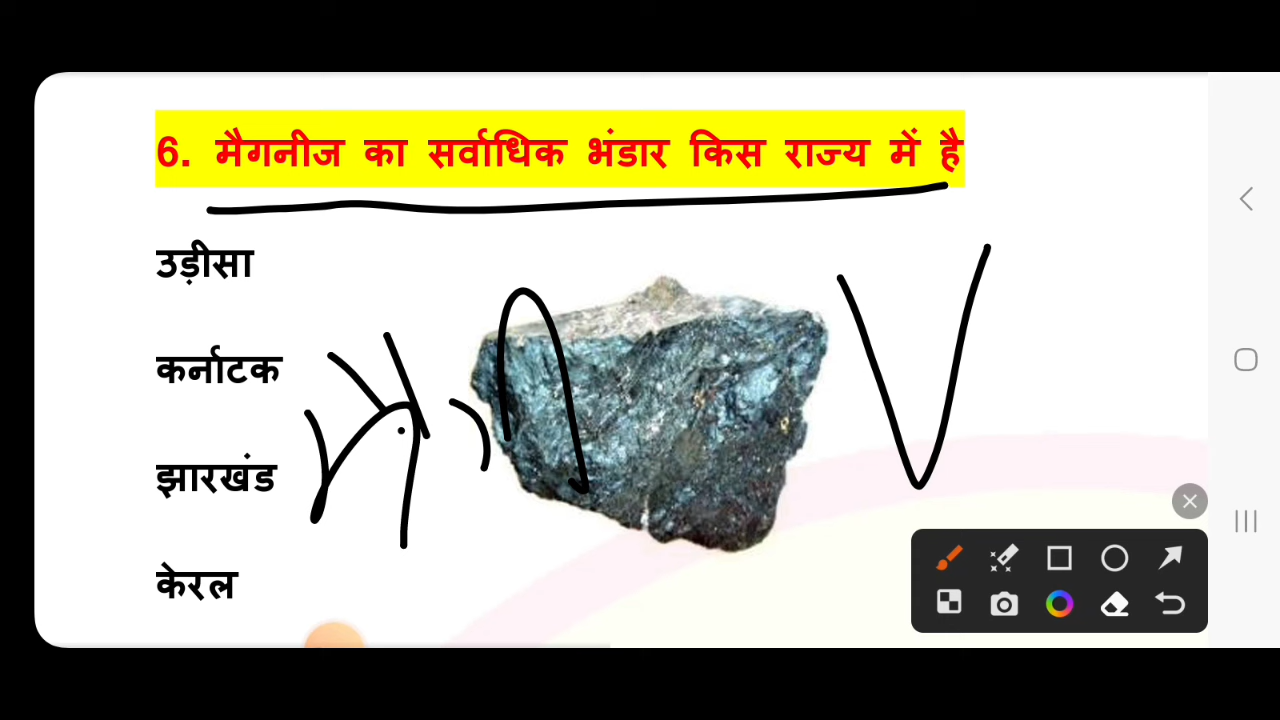 6. मैगनीज का सर्वाधिक भंडार किस राज्य में है
उड़ीसा
कर्नाटक
झारखंड
केरल